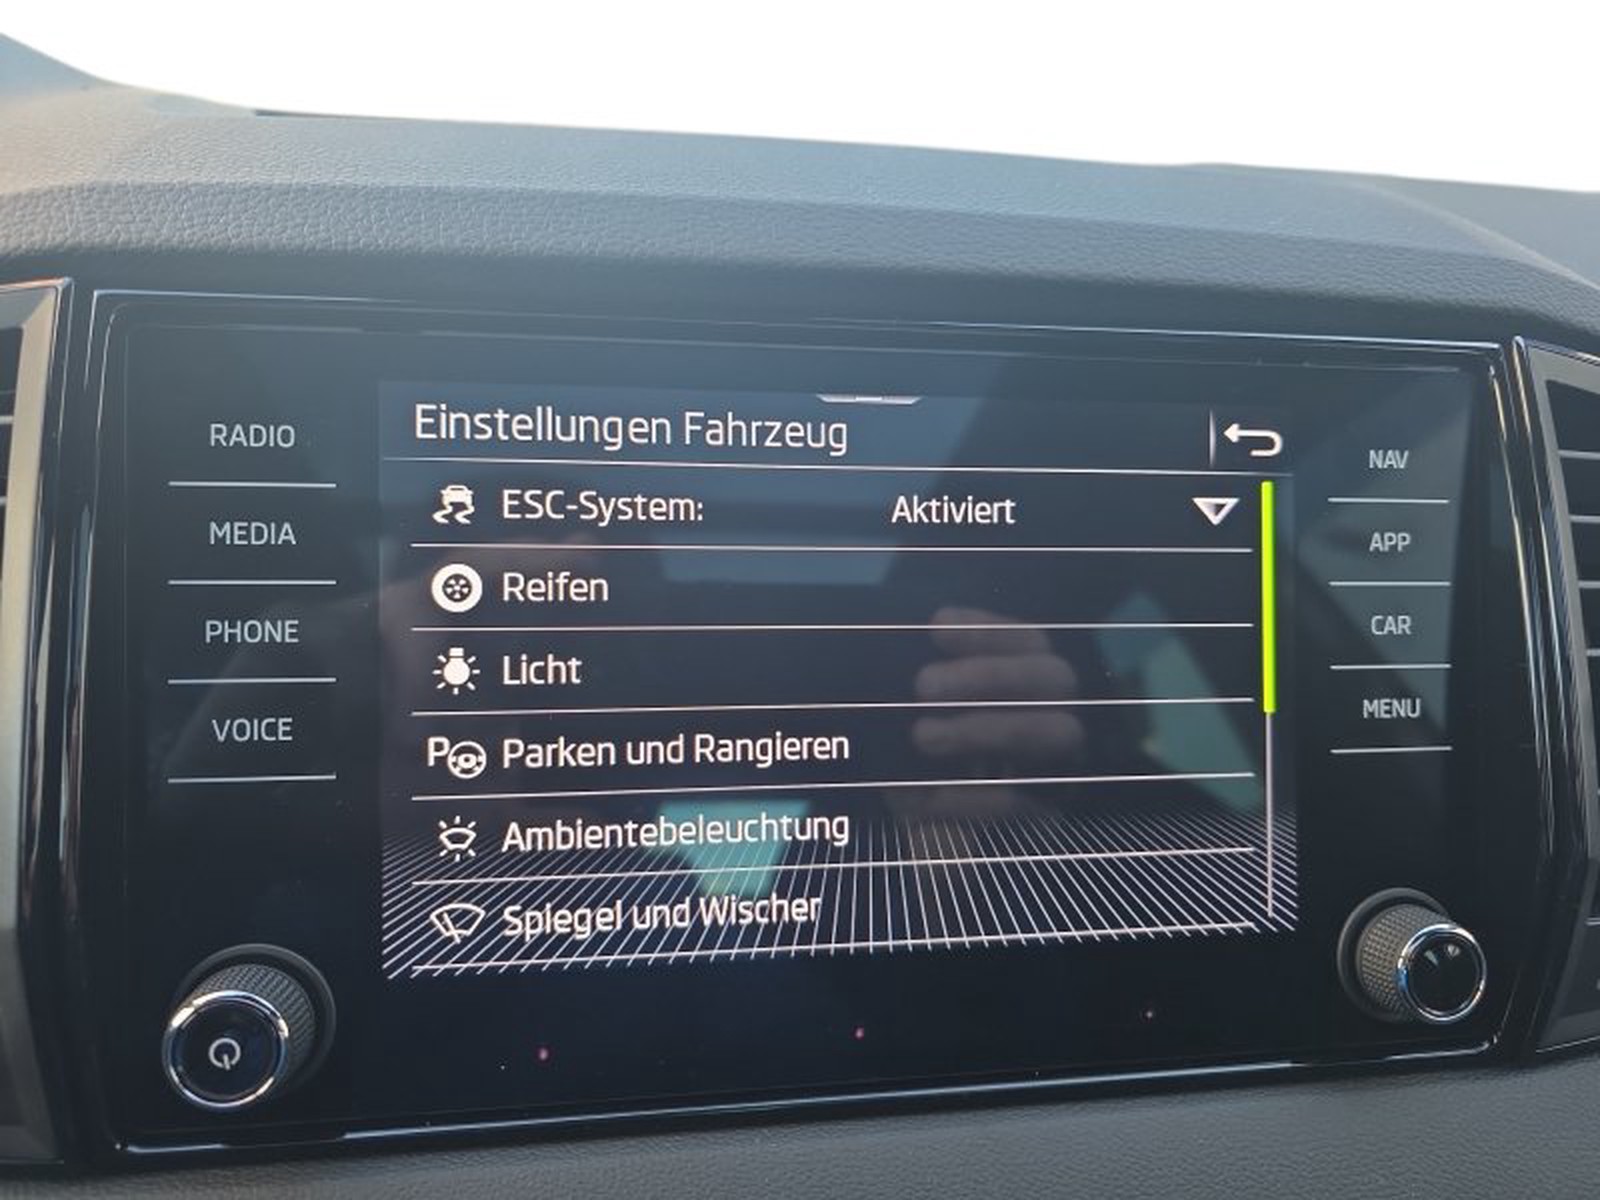 Einstellungen Fahrzeug
RADIO
MEDIA
PHONE
VOICE
ESC-System: Aktiviert
Reifen
Licht
P Parken und Rangieren
Ambientebeleuchtung
Spiegel und Wischer
NAV
APP
CAR
MENU